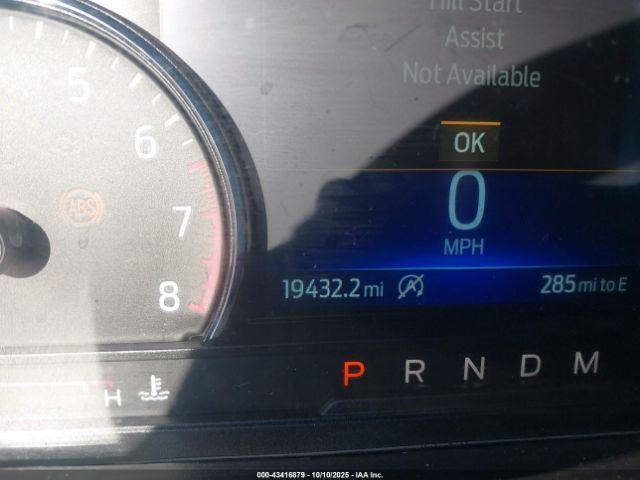 Hill Start
Assist
Not Available
OK
5
6
7
8
ABS
0
MPH
19432.2 mi
285 mi to E
P R N D M
H
000-43416879 - 10/10/2025 - IAA Inc.